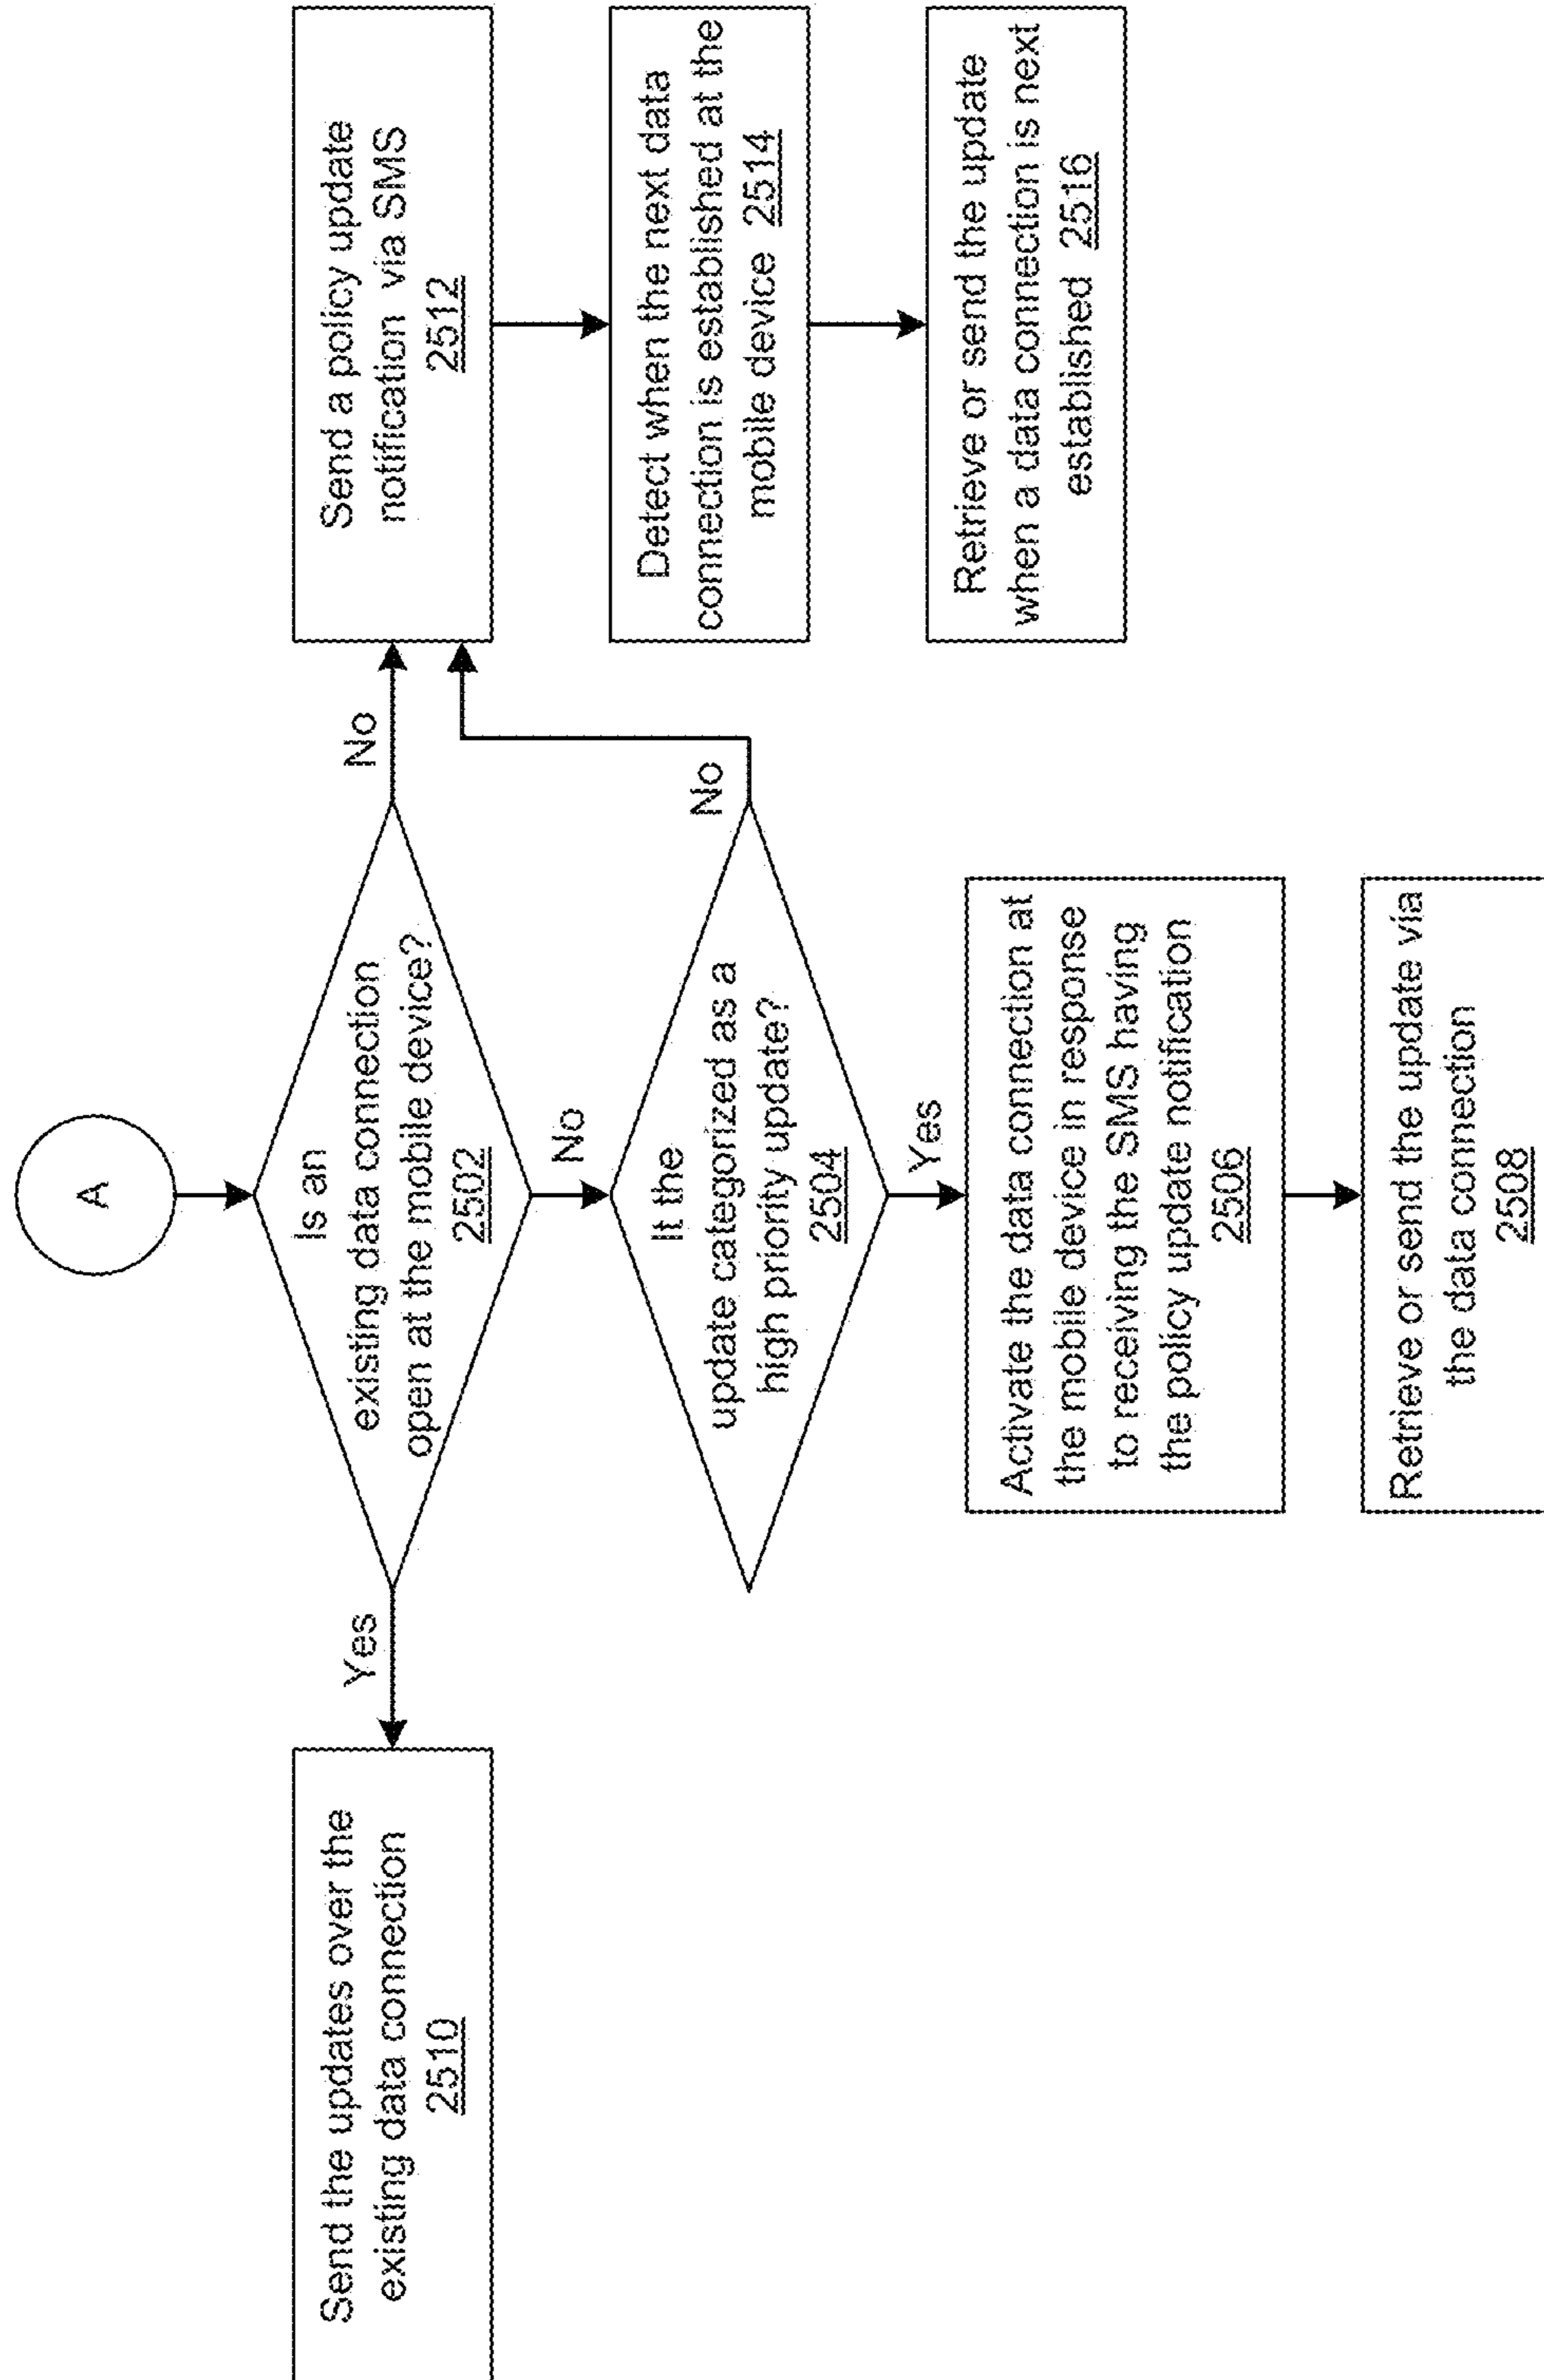 A
Is an
existing data connection
open at the mobile device?
2502
Yes
No
No
Send the updates over the
existing data connection
2510
Send a policy update
notification via SMS
2512
It the
update categorized as a
high priority update?
2504
No
Yes
Detect when the next data
connection is established at the
mobile device 2514
Activate the data connection at
the mobile device in response
to receiving the SMS having
the policy update notification
2506
Retrieve or send the update
when a data connection is next
established 2516
Retrieve or send the update via
the data connection
2508